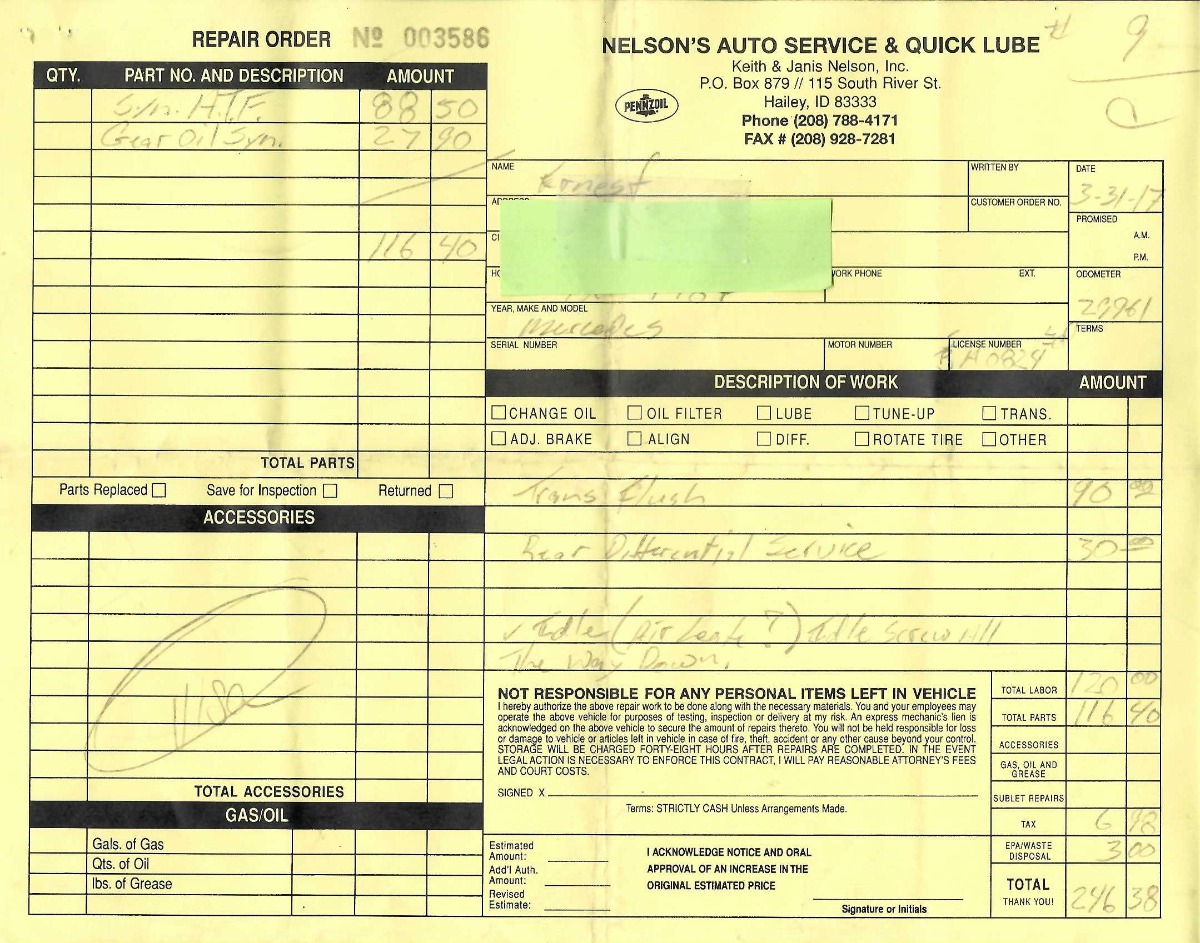 REPAIR ORDER Nº 003586
QTY. PART NO. AND DESCRIPTION AMOUNT
Syn. A.T.F. 88 50
Gear Oil Syn. 27 90
116 40
TOTAL PARTS
Parts Replaced Save for Inspection Returned
ACCESSORIES
Visa
TOTAL ACCESSORIES
GAS/OIL
Gals. of Gas
Qts. of Oil
lbs. of Grease
NELSON'S AUTO SERVICE & QUICK LUBE
# 9
Keith & Janis Nelson, Inc.
P.O. Box 879 // 115 South River St.
PENNZOIL
Hailey, ID 83333
Phone (208) 788-4171
FAX # (208) 928-7281
NAME Ernest WRITTEN BY DATE
3-31-17
CUSTOMER ORDER NO.
PROMISED
A.M.
P.M.
WORK PHONE EXT. ODOMETER
29961
YEAR, MAKE AND MODEL
Mercedes
TERMS
SERIAL NUMBER MOTOR NUMBER LICENSE NUMBER
DESCRIPTION OF WORK AMOUNT
CHANGE OIL OIL FILTER LUBE TUNE-UP TRANS.
ADJ. BRAKE ALIGN DIFF. ROTATE TIRE OTHER
Trans Flush 90 00
Rear Differential Service 30 00
✓ Idle (Air Leak?) Idle Screw All
The Way Down.
NOT RESPONSIBLE FOR ANY PERSONAL ITEMS LEFT IN VEHICLE
I hereby authorize the above repair work to be done along with the necessary materials. You and your employees may
operate the above vehicle for purposes of testing, inspection or delivery at my risk. An express mechanic's lien is
acknowledged on the above vehicle to secure the amount of repairs thereto. You will not be held responsible for loss
or damage to vehicle or articles left in vehicle in case of fire, theft, accident or any other cause beyond your control.
STORAGE WILL BE CHARGED FORTY-EIGHT HOURS AFTER REPAIRS ARE COMPLETED. IN THE EVENT
LEGAL ACTION IS NECESSARY TO ENFORCE THIS CONTRACT, I WILL PAY REASONABLE ATTORNEY'S FEES
AND COURT COSTS.
SIGNED X
Terms: STRICTLY CASH Unless Arrangements Made.
TOTAL LABOR 120 00
TOTAL PARTS 116 40
ACCESSORIES
GAS, OIL AND
GREASE
SUBLET REPAIRS
TAX 6 98
EPA/WASTE
DISPOSAL 3 00
TOTAL
THANK YOU! 246 38
Estimated
Amount:
Add'l Auth.
Amount:
Revised
Estimate:
I ACKNOWLEDGE NOTICE AND ORAL
APPROVAL OF AN INCREASE IN THE
ORIGINAL ESTIMATED PRICE
Signature or Initials